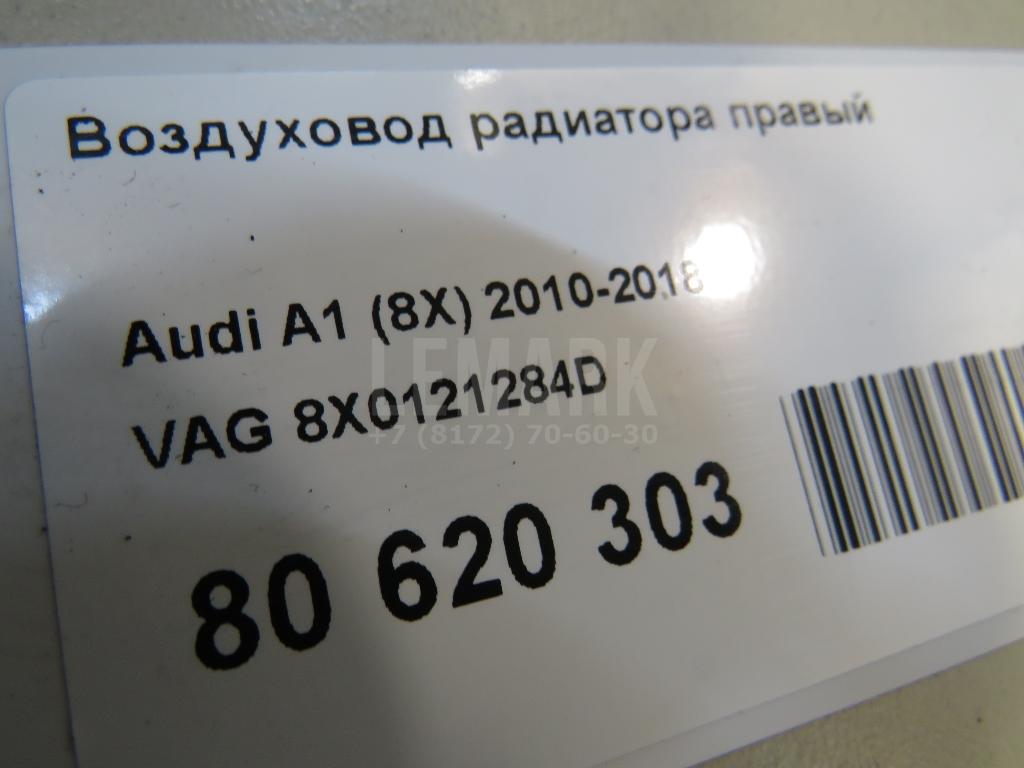 Воздуховод радиатора правый
Audi A1 (8X) 2010-2018
VAG 8X0121284D
LEMARK
+7 (8172) 70-60-30
80 620 303